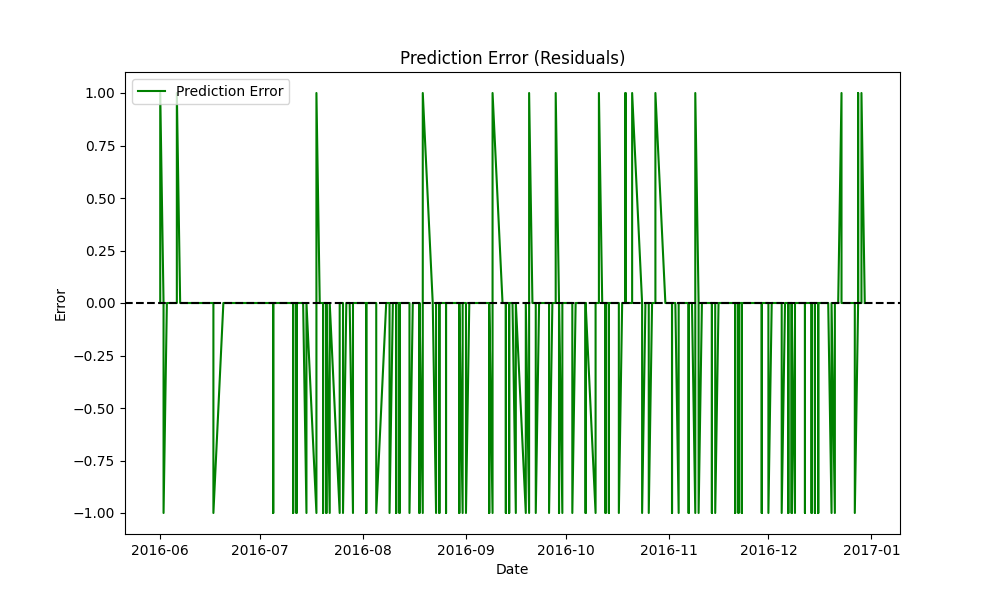 Prediction Error (Residuals)
Prediction Error
1.00
0.75
0.50
0.25
0.00
−0.25
−0.50
−0.75
−1.00
Error
2016-06 2016-07 2016-08 2016-09 2016-10 2016-11 2016-12 2017-01
Date